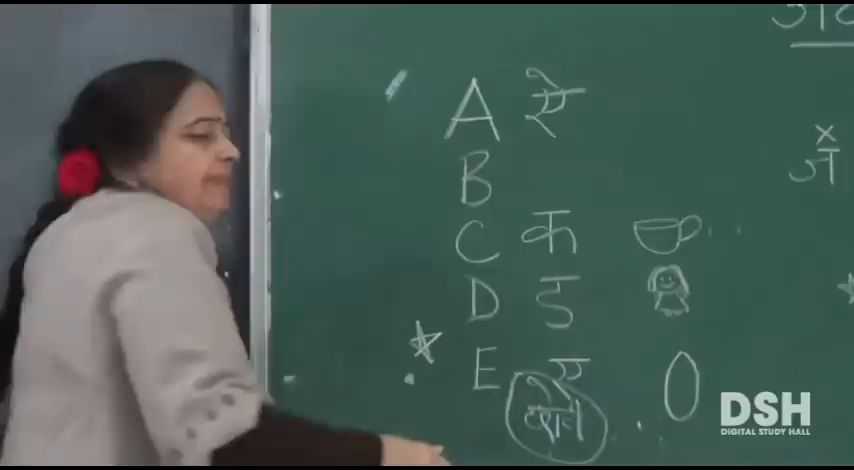 A ऐ
B
C क
D ड
E ए
DSH
DIGITAL STUDY HALL